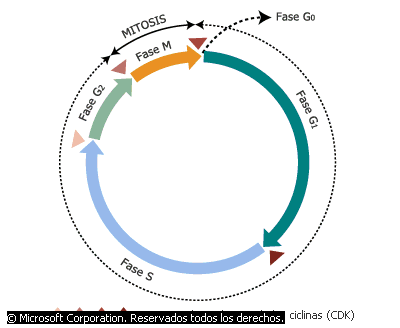 MITOSIS
Fase G₀
Fase M
Fase G₂
Fase G₁
Fase S
ciclinas (CDK)
© Microsoft Corporation. Reservados todos los derechos.